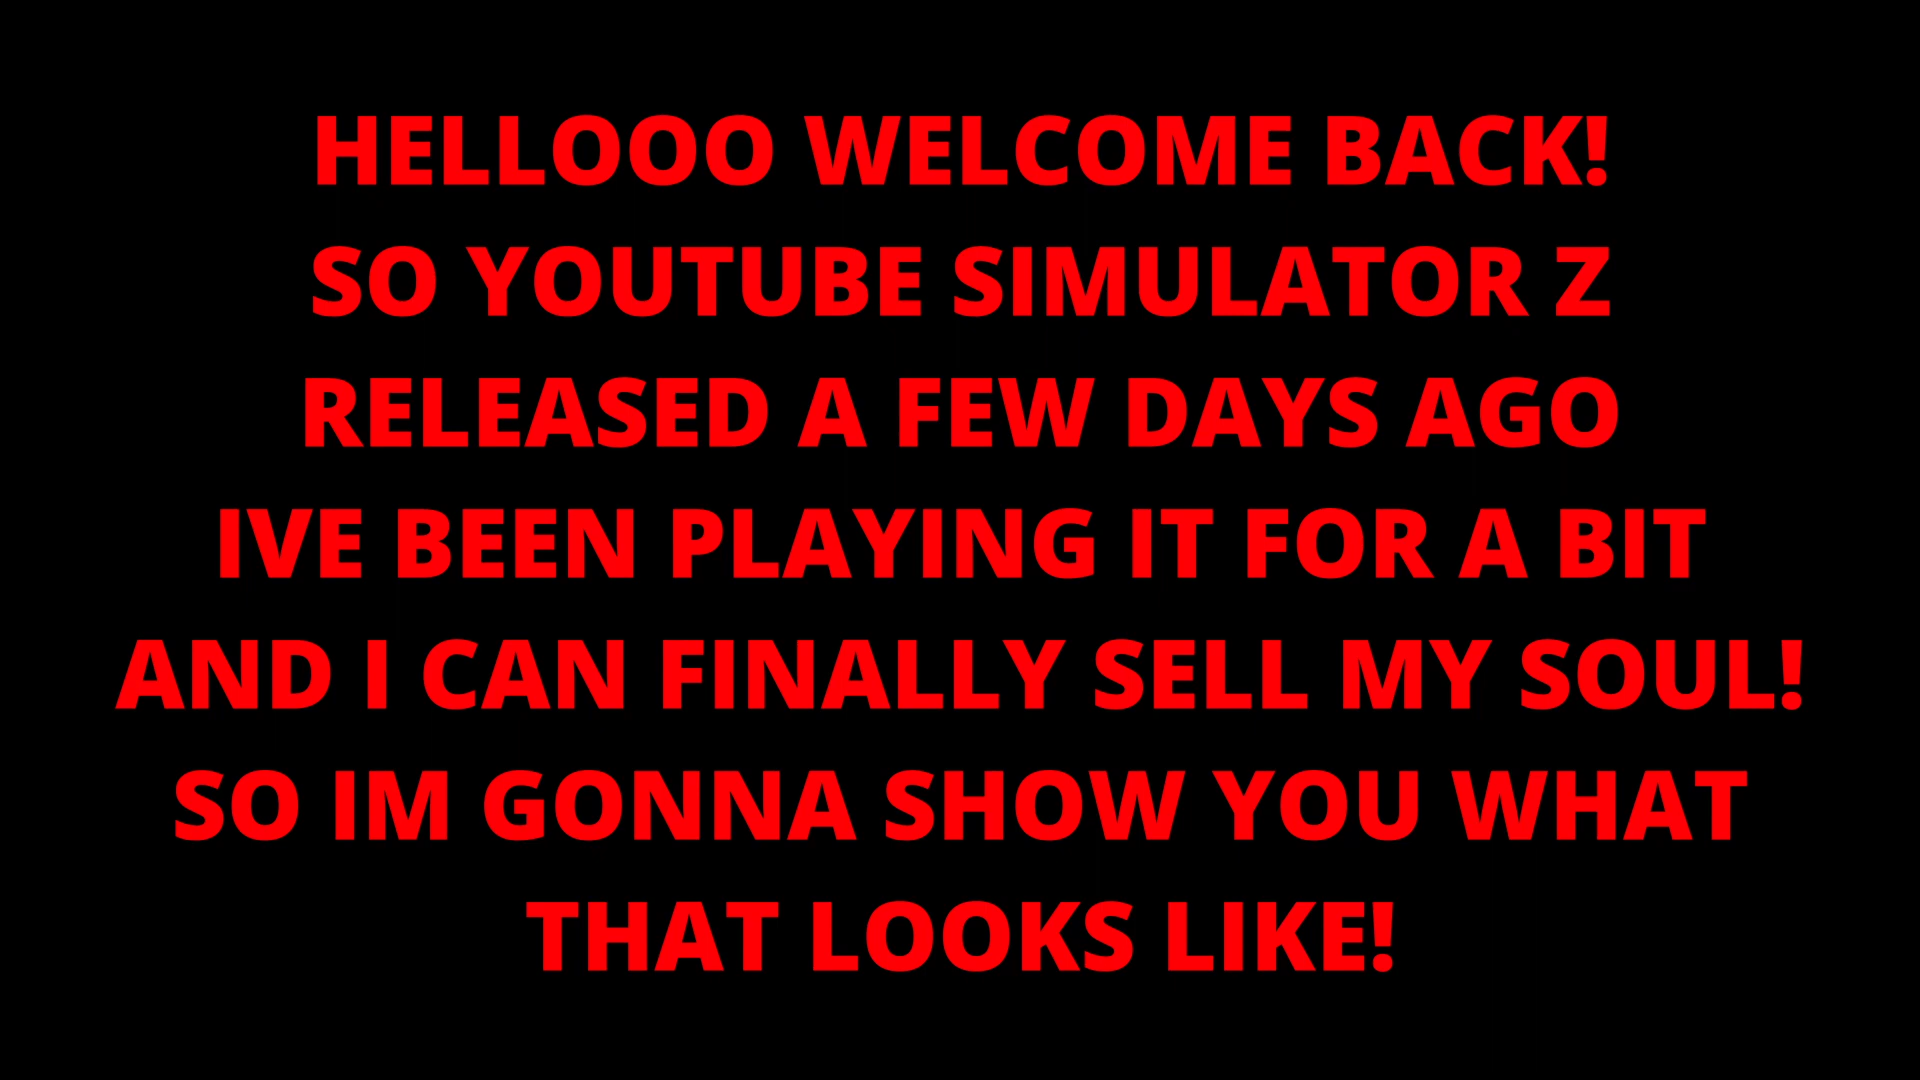 HELLOOO WELCOME BACK!
SO YOUTUBE SIMULATOR Z
RELEASED A FEW DAYS AGO
IVE BEEN PLAYING IT FOR A BIT
AND I CAN FINALLY SELL MY SOUL!
SO IM GONNA SHOW YOU WHAT
THAT LOOKS LIKE!